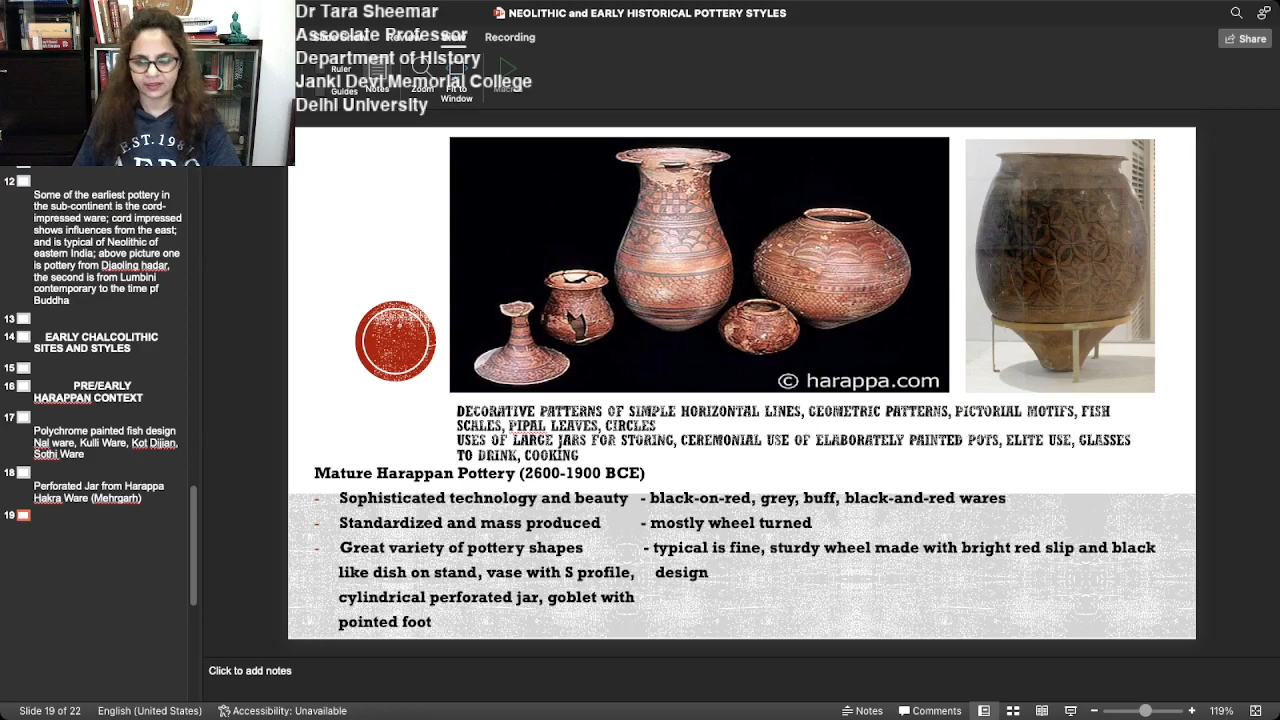 Dr Tara Sheemar
Associate Professor
Department of History
Janki Devi Memorial College
Delhi University
NEOLITHIC and EARLY HISTORICAL POTTERY STYLES
Recording
Share
Ruler
Guides
Notes
Zoom
Fit to
Window
EST. 198
AERO
12
Some of the earliest pottery in
the sub-continent is the cord-
impressed ware; cord impressed
shows influences from the east;
and is typical of Neolithic of
eastern India; above picture one
is pottery from Djaoling hadar,
the second is from Lumbini
contemporary to the time pf
Buddha
13
14 EARLY CHALCOLITHIC
SITES AND STYLES
15
16 PRE/EARLY
HARAPPAN CONTEXT
17
Polychrome painted fish design
Nal ware, Kulli Ware, Kot Dijian,
Sothi Ware
18
Perforated Jar from Harappa
Hakra Ware (Mehrgarh)
19
© harappa.com
DECORATIVE PATTERNS OF SIMPLE HORIZONTAL LINES, GEOMETRIC PATTERNS, PICTORIAL MOTIFS, FISH
SCALES, PIPAL LEAVES, CIRCLES
USES OF LARGE JARS FOR STORING, CEREMONIAL USE OF ELABORATELY PAINTED POTS, ELITE USE, GLASSES
TO DRINK, COOKING
Mature Harappan Pottery (2600-1900 BCE)
- Sophisticated technology and beauty - black-on-red, grey, buff, black-and-red wares
- Standardized and mass produced - mostly wheel turned
- Great variety of pottery shapes - typical is fine, sturdy wheel made with bright red slip and black
like dish on stand, vase with S profile, design
cylindrical perforated jar, goblet with
pointed foot
Click to add notes
Slide 19 of 22 English (United States) Accessibility: Unavailable Notes Comments 119%